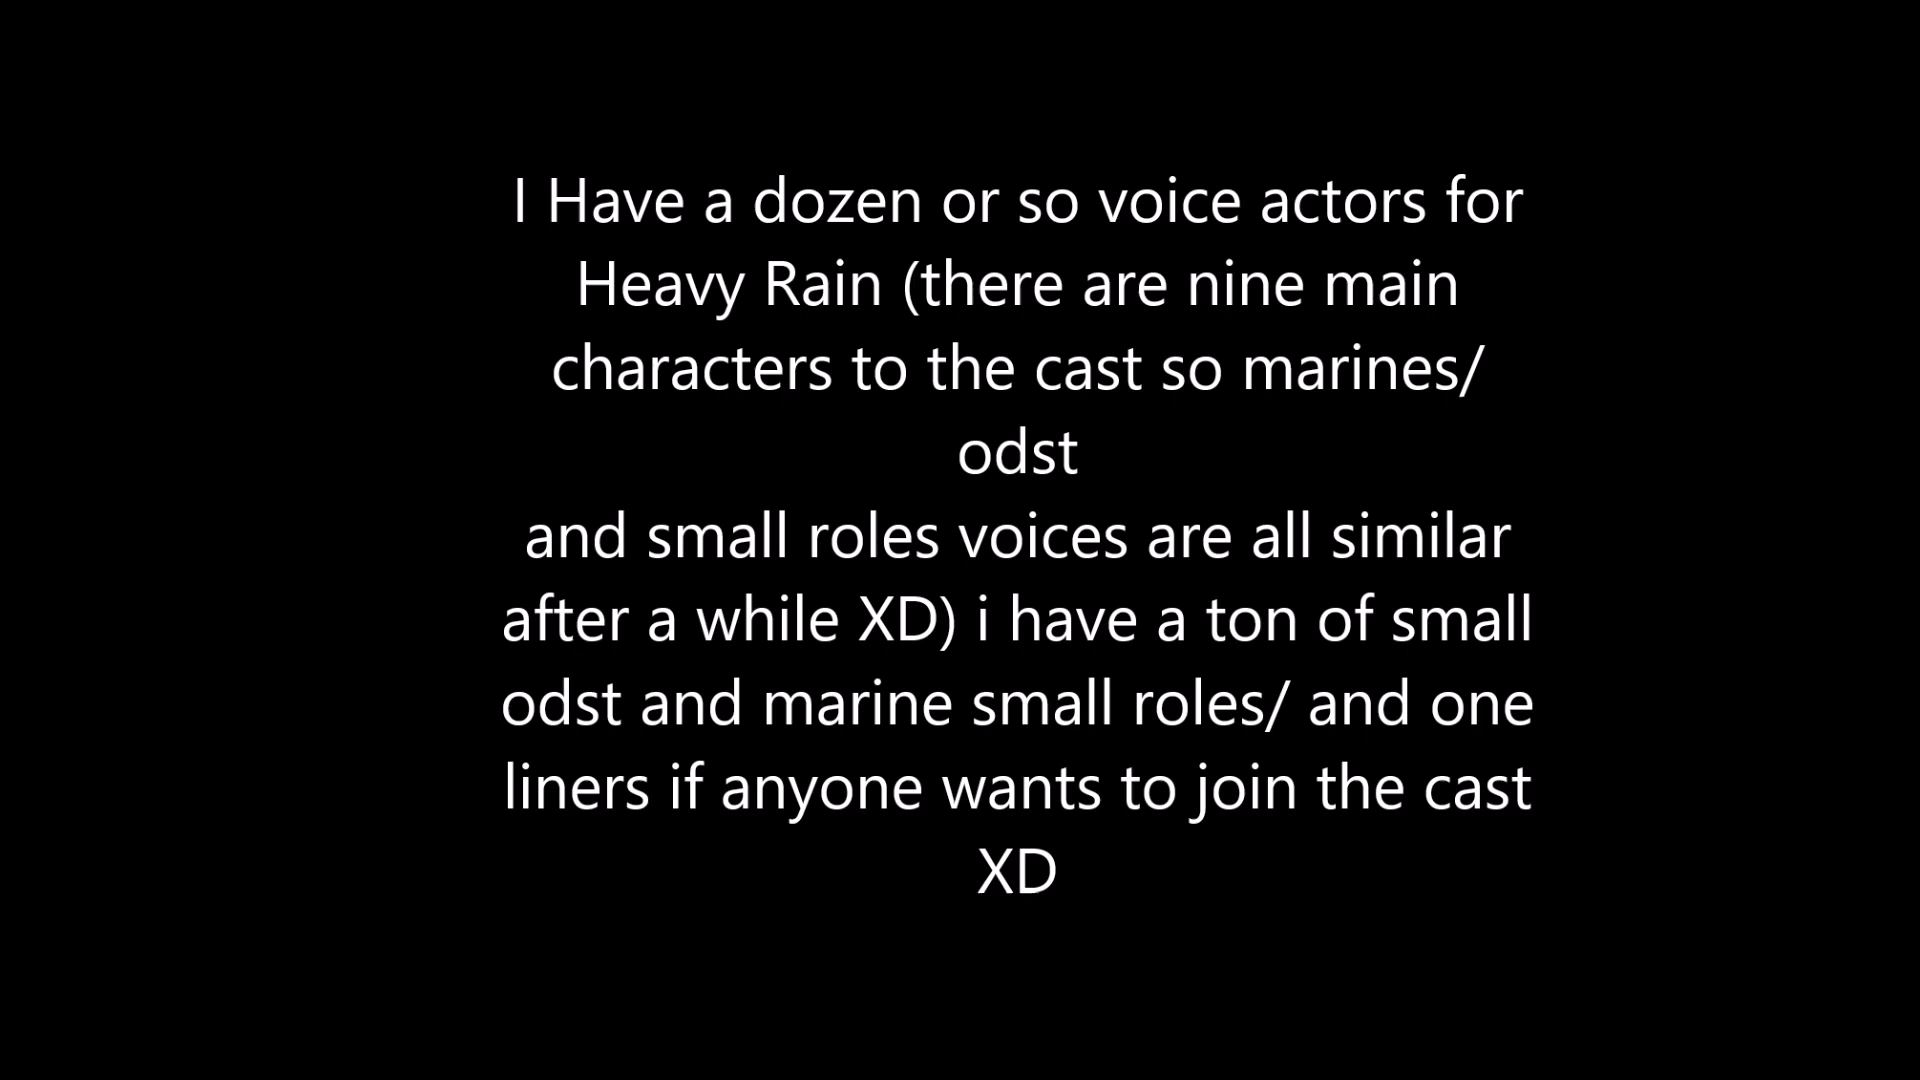 I Have a dozen or so voice actors for
Heavy Rain (there are nine main
characters to the cast so marines/
odst
and small roles voices are all similar
after a while XD) i have a ton of small
odst and marine small roles/ and one
liners if anyone wants to join the cast
XD